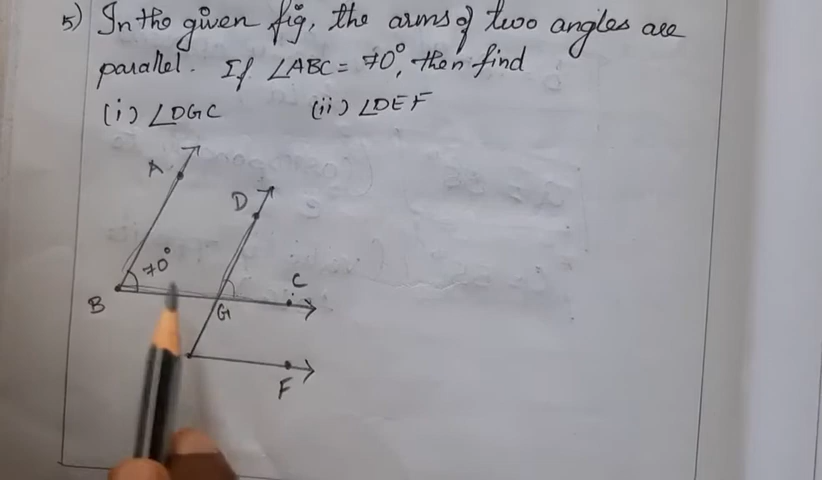 5) In the given fig, the arms of two angles are
parallel. If ∠ABC = 70°, then find
(i) ∠DGC (ii) ∠DEF
A
D
70°
C
B
G
F